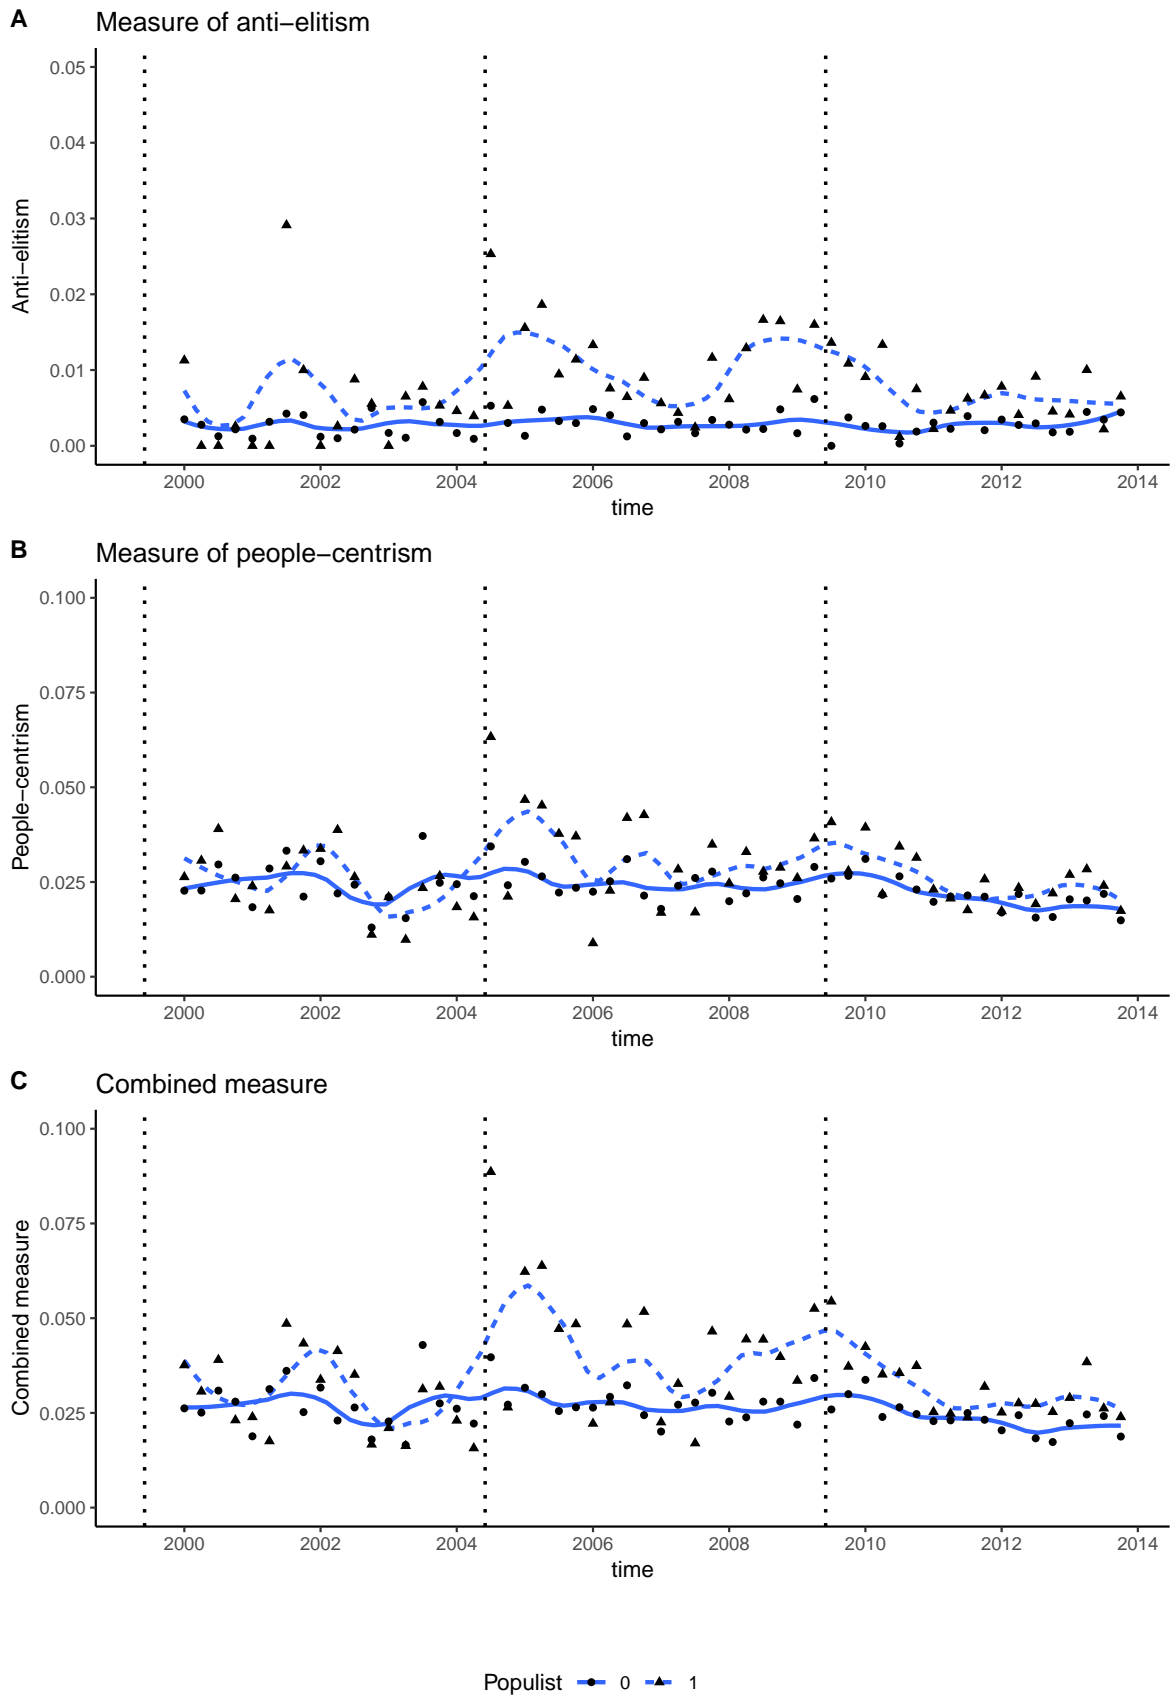 A
Measure of anti−elitism
0.05
0.04
0.03
0.02
0.01
0.00
Anti−elitism
2000 2002 2004 2006 2008 2010 2012 2014
time
B
Measure of people−centrism
0.100
0.075
0.050
0.025
0.000
People−centrism
2000 2002 2004 2006 2008 2010 2012 2014
time
C
Combined measure
0.100
0.075
0.050
0.025
0.000
Combined measure
2000 2002 2004 2006 2008 2010 2012 2014
time
Populist 0 1